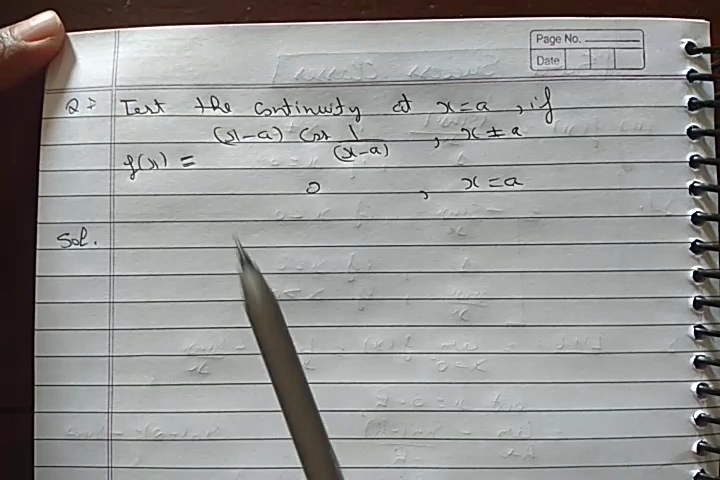 Page No.
Date
Q: Test the continuity at x=a, if
f(x) = (x-a) cos 1/(x-a), x ≠ a
0, x=a
Sol.